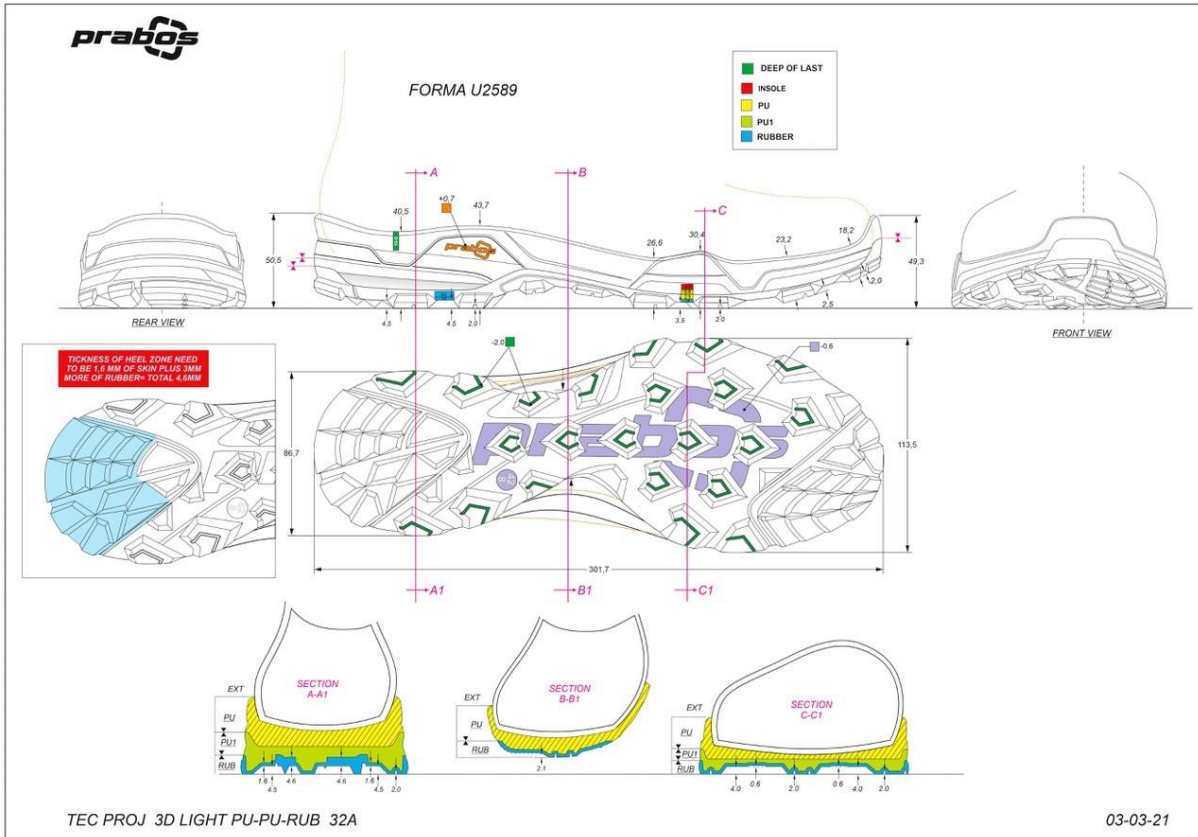 prabos
FORMA U2589
DEEP OF LAST
INSOLE
PU
PU1
RUBBER
A
B
C
+0,7
40,5
43,7
prabos
26,6
30,4
23,2
18,2
50,5
49,3
2,0
2,5
4.5
4.5
2.0
3.5
2.0
REAR VIEW
FRONT VIEW
TICKNESS OF HEEL ZONE NEED
TO BE 1,6 MM OF SKIN PLUS 3MM
MORE OF RUBBER= TOTAL 4,6MM
-2.0
-0.6
86,7
prabos
113,5
301,7
A1
B1
C1
SECTION
A-A1
EXT
PU
PU1
RUB
1.6
4.5
4.6
4.6
1.6
4.5
2.0
SECTION
B-B1
EXT
PU
RUB
2.1
SECTION
C-C1
EXT
PU
PU1
RUB
4.0
0.6
2.0
0.6
4.0
2.0
TEC PROJ 3D LIGHT PU-PU-RUB 32A
03-03-21